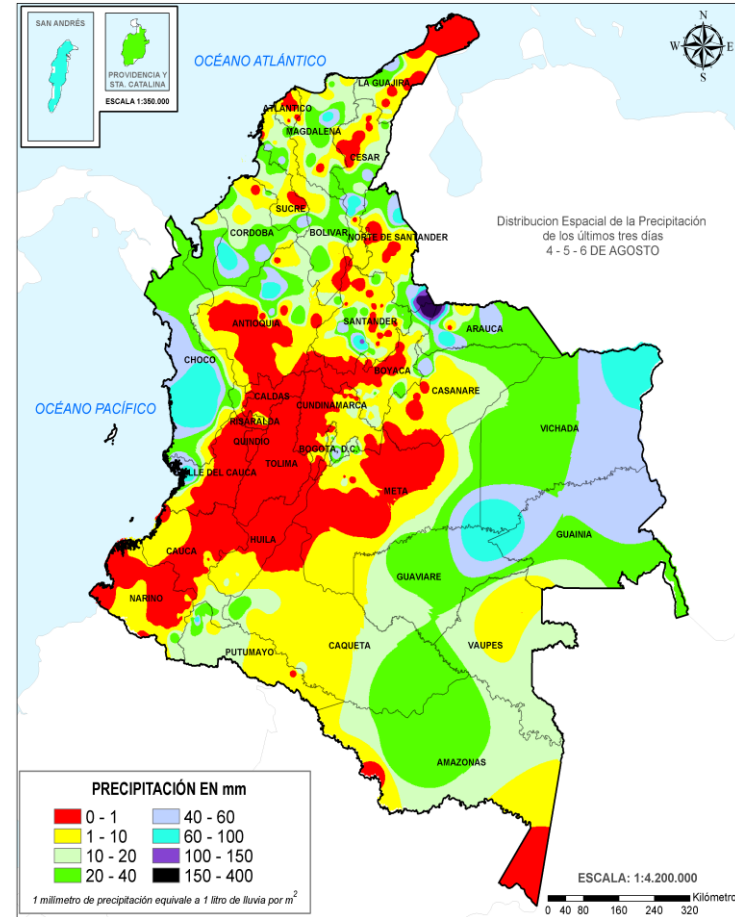 SAN ANDRÉS
PROVIDENCIA Y
STA. CATALINA
ESCALA 1:350.000
OCÉANO ATLÁNTICO
N
W
E
S
LA GUAJIRA
ATLANTICO
MAGDALENA
CESAR
SUCRE
CORDOBA
BOLIVAR
NORTE DE SANTANDER
Distribucion Espacial de la Precipitación
de los últimos tres días
4 - 5 - 6 DE AGOSTO
ANTIOQUIA
SANTANDER
ARAUCA
CHOCO
BOYACA
CASANARE
OCÉANO PACÍFICO
CALDAS
CUNDINAMARCA
RISARALDA
VICHADA
QUINDIO
BOGOTA, D.C.
TOLIMA
VALLE DEL CAUCA
META
GUAINIA
HUILA
CAUCA
GUAVIARE
NARIÑO
CAQUETA
VAUPES
PUTUMAYO
AMAZONAS
PRECIPITACIÓN EN mm
0 - 1
40 - 60
1 - 10
60 - 100
10 - 20
100 - 150
20 - 40
150 - 400
1 milímetro de precipitación equivale a 1 litro de lluvia por m²
ESCALA: 1:4.200.000
Kilómetro
0 40 80 160 240 320